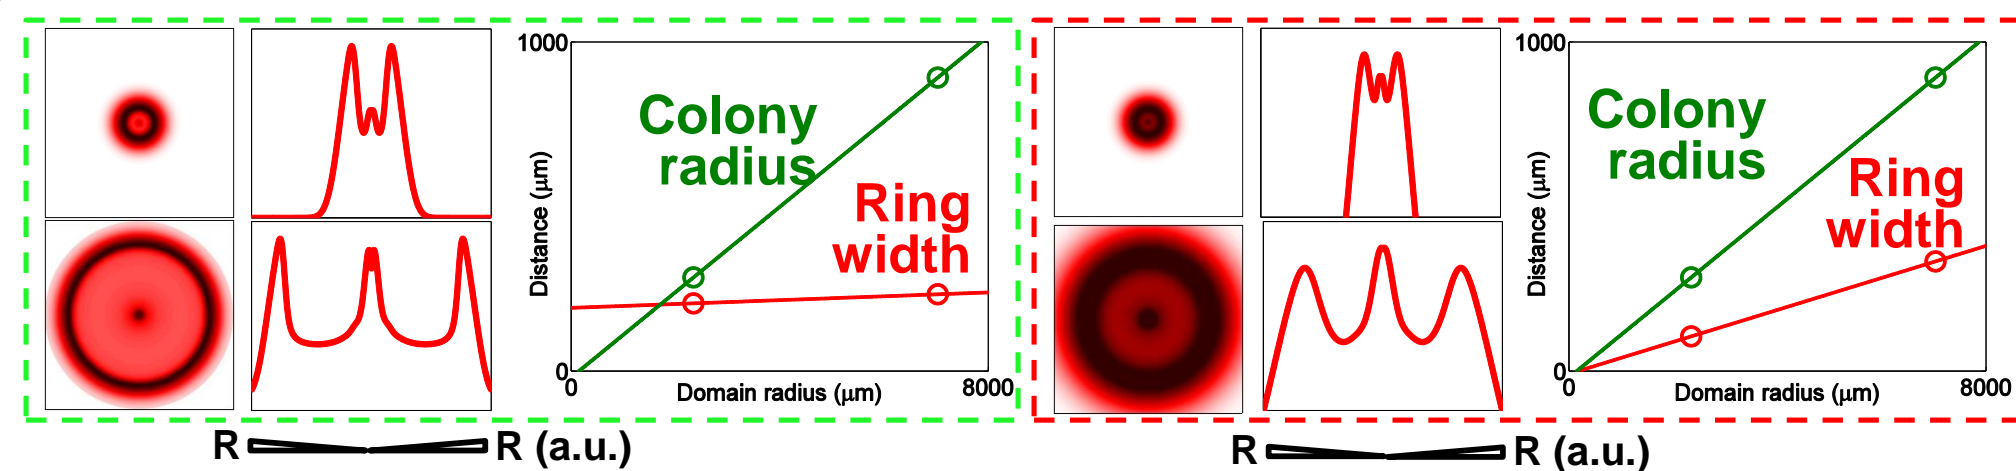 1000
Colony
radius
Ring
width
Distance (μm)
0
0
Domain radius (μm)
8000
R
R (a.u.)
1000
Colony
radius
Ring
width
Distance (μm)
0
0
Domain radius (μm)
8000
R
R (a.u.)